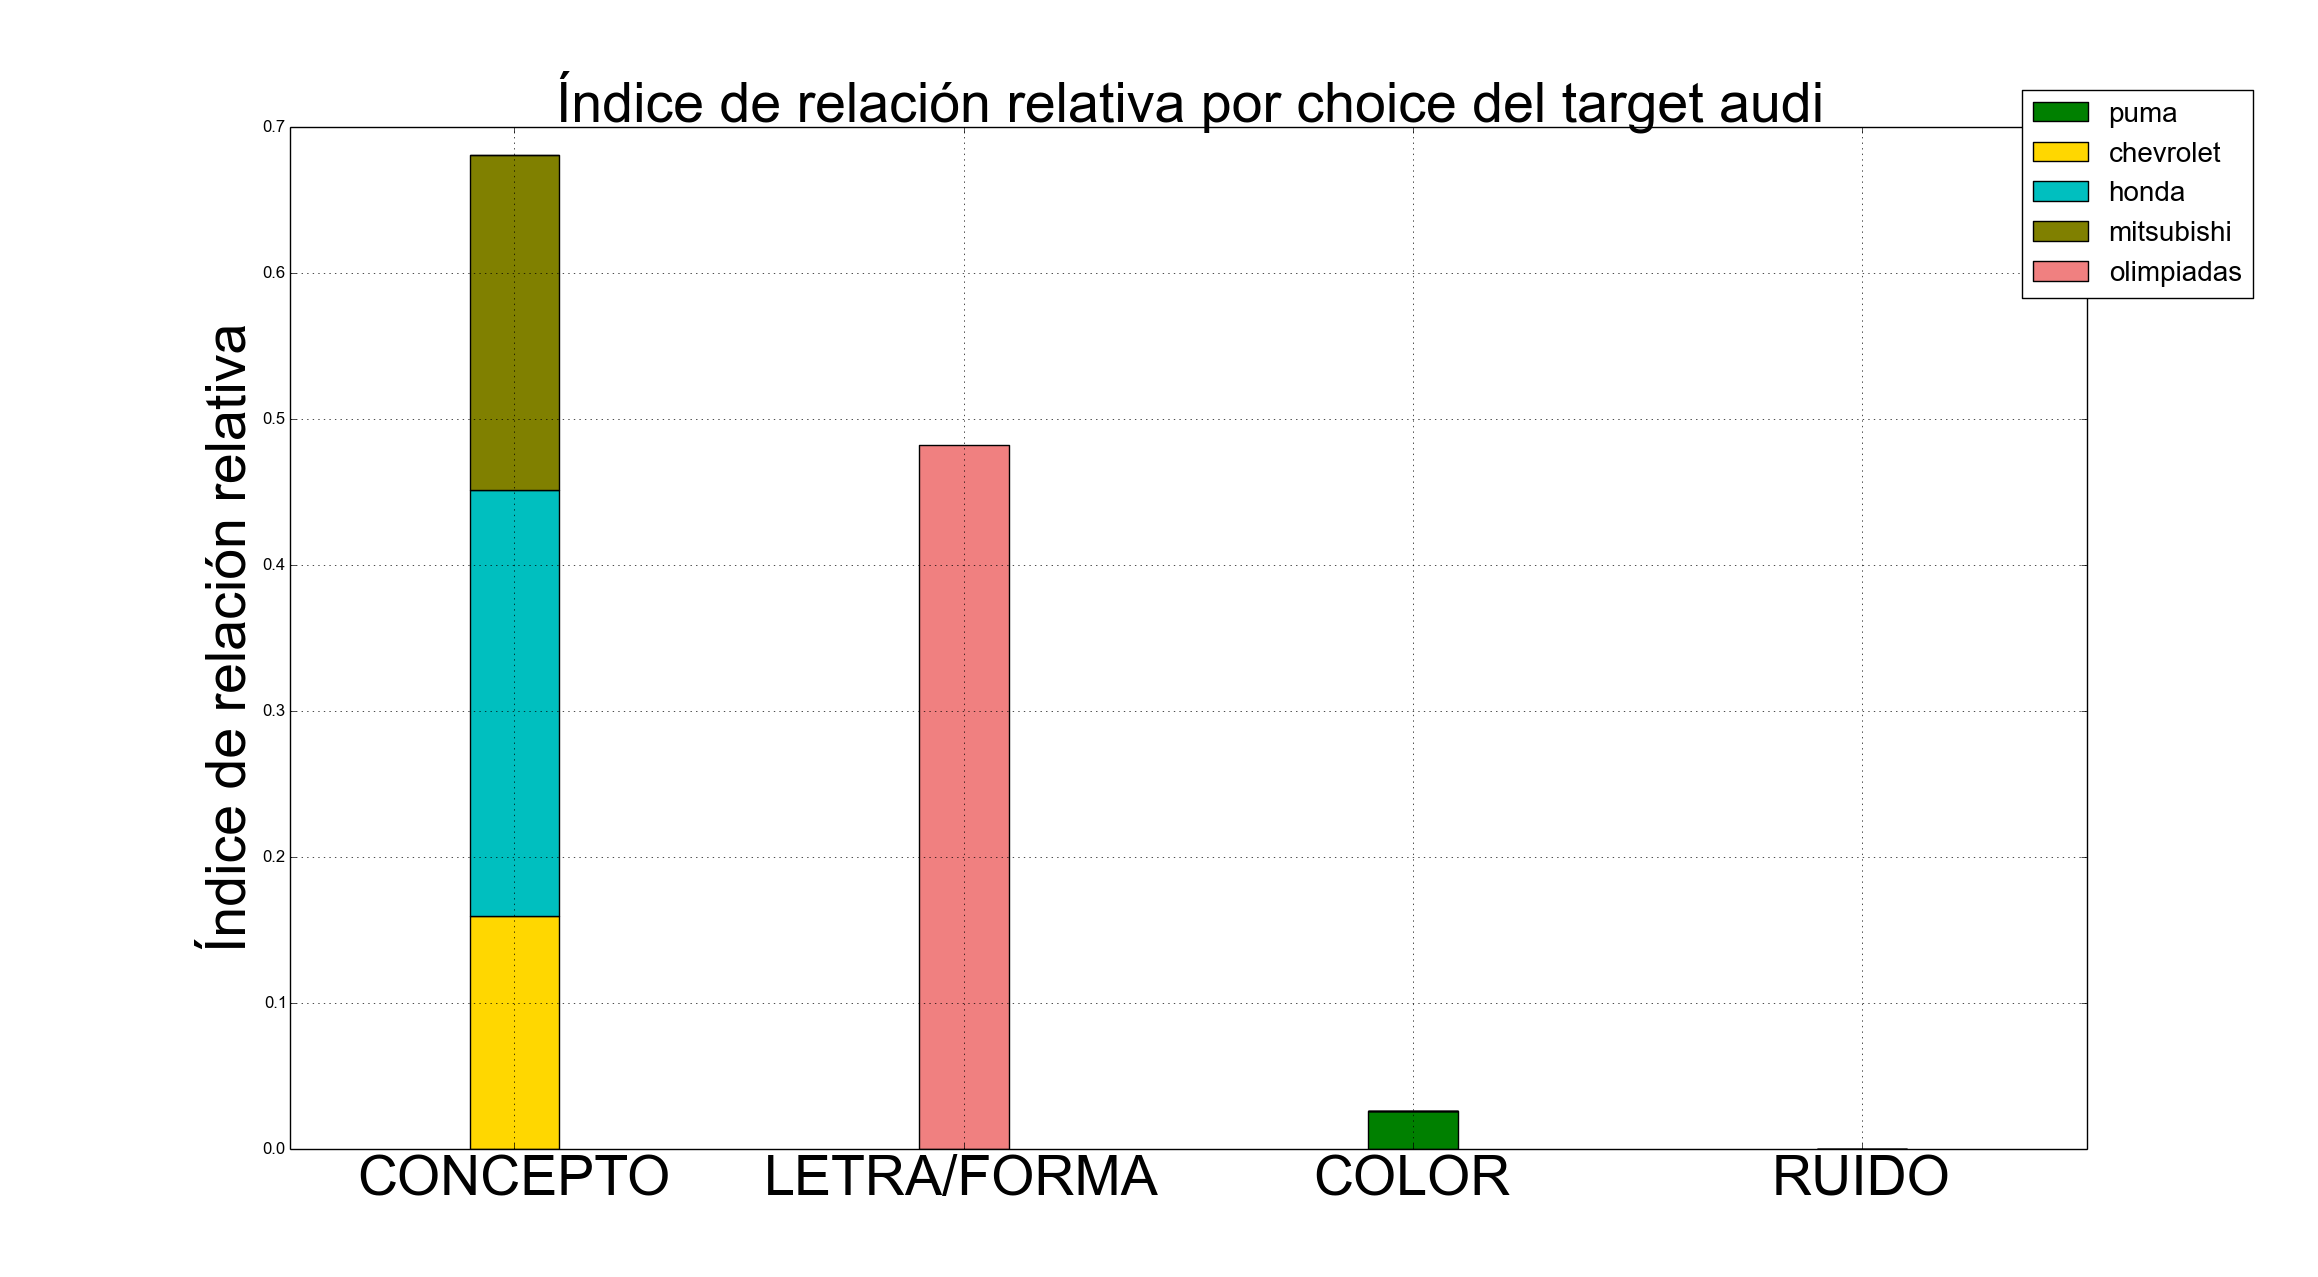 Índice de relación relativa por choice del target audi
puma
chevrolet
honda
mitsubishi
olimpiadas
Índice de relación relativa
0.7
0.6
0.5
0.4
0.3
0.2
0.1
0.0
CONCEPTO LETRA/FORMA COLOR RUIDO